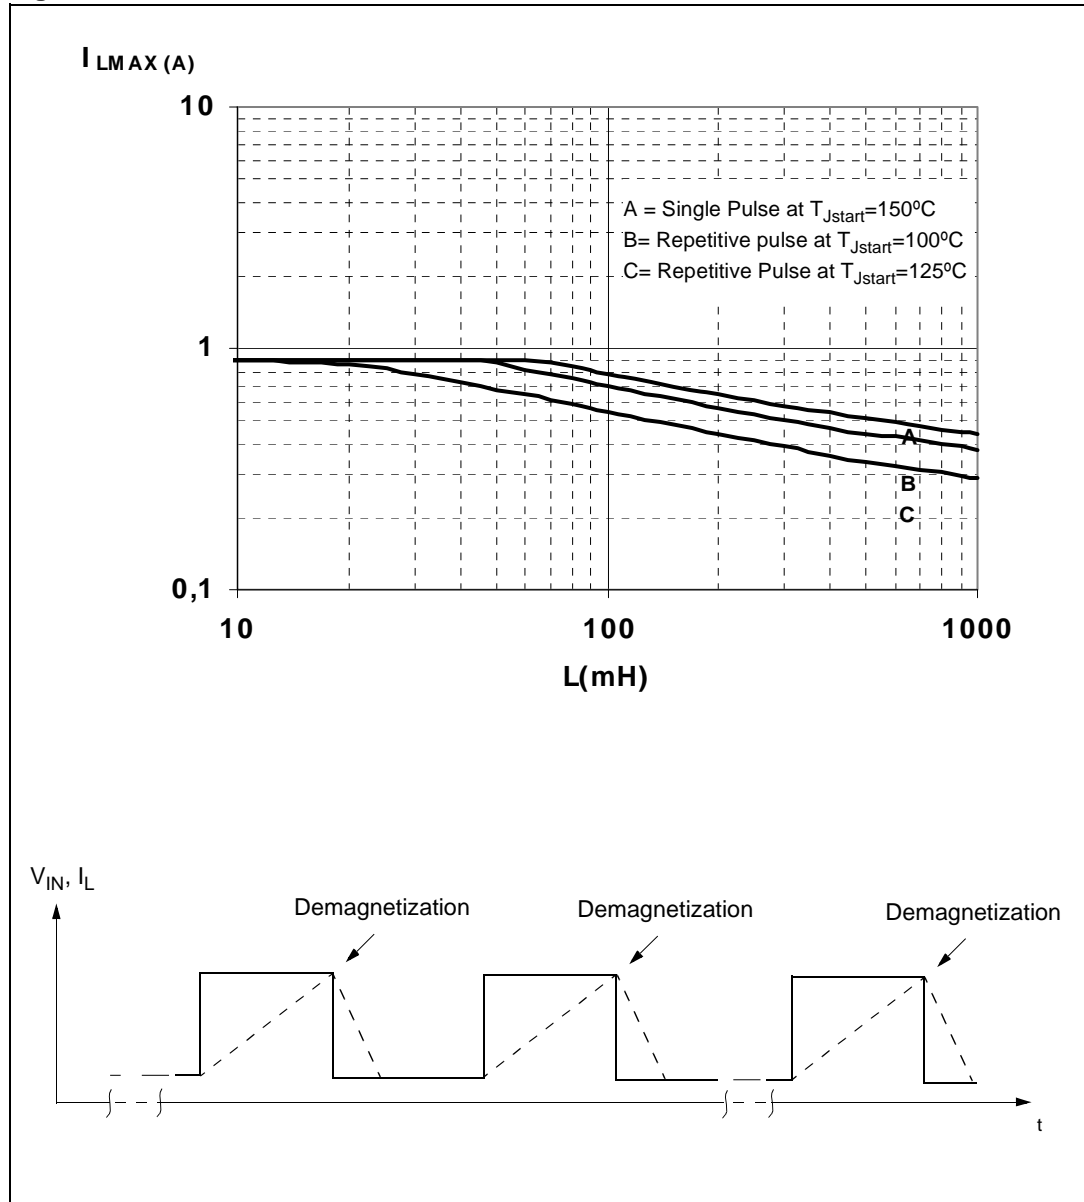 I LMAX (A)
10
A = Single Pulse at TJstart=150ºC
B= Repetitive pulse at TJstart=100ºC
C= Repetitive Pulse at TJstart=125ºC
1
A
B
C
0,1
10 100 1000
L(mH)
VIN, IL
Demagnetization Demagnetization Demagnetization
t